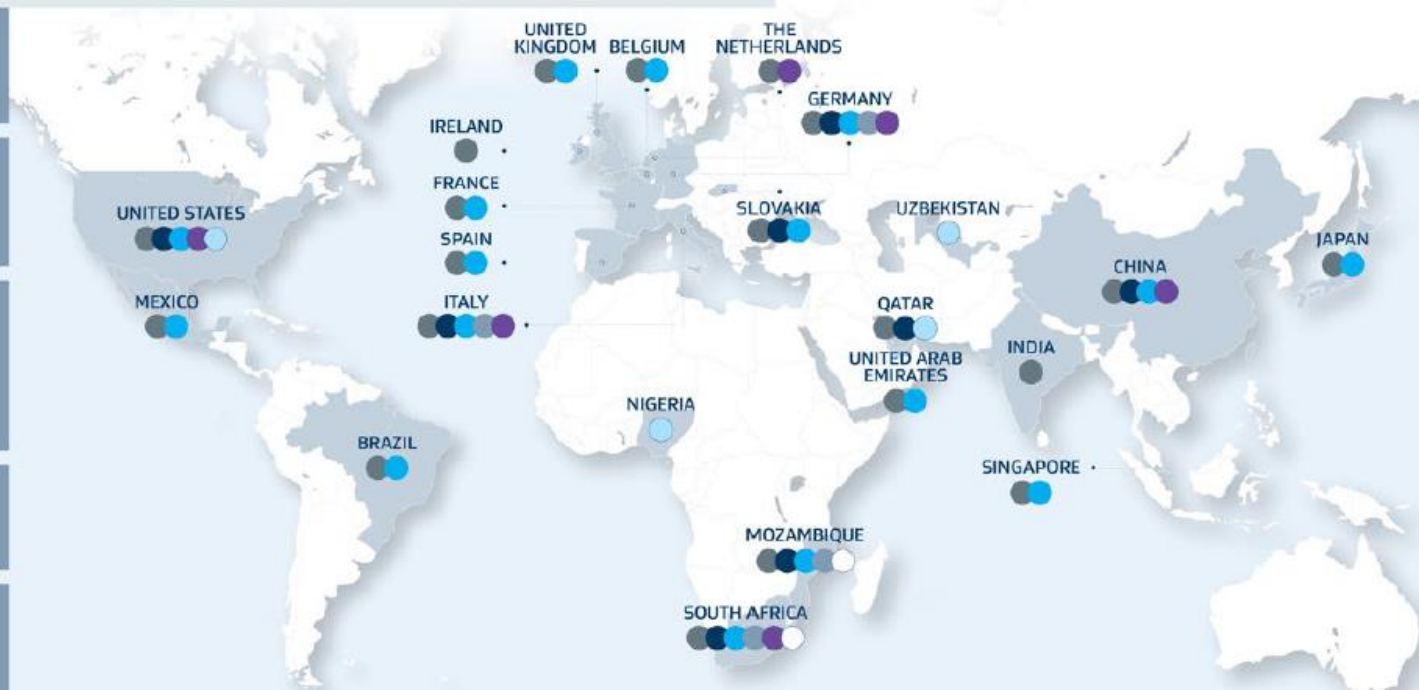 UNITED
KINGDOM
BELGIUM
THE
NETHERLANDS
GERMANY
IRELAND
FRANCE
UNITED STATES
SLOVAKIA
UZBEKISTAN
SPAIN
JAPAN
CHINA
MEXICO
ITALY
QATAR
INDIA
UNITED ARAB
EMIRATES
NIGERIA
BRAZIL
SINGAPORE
MOZAMBIQUE
SOUTH AFRICA